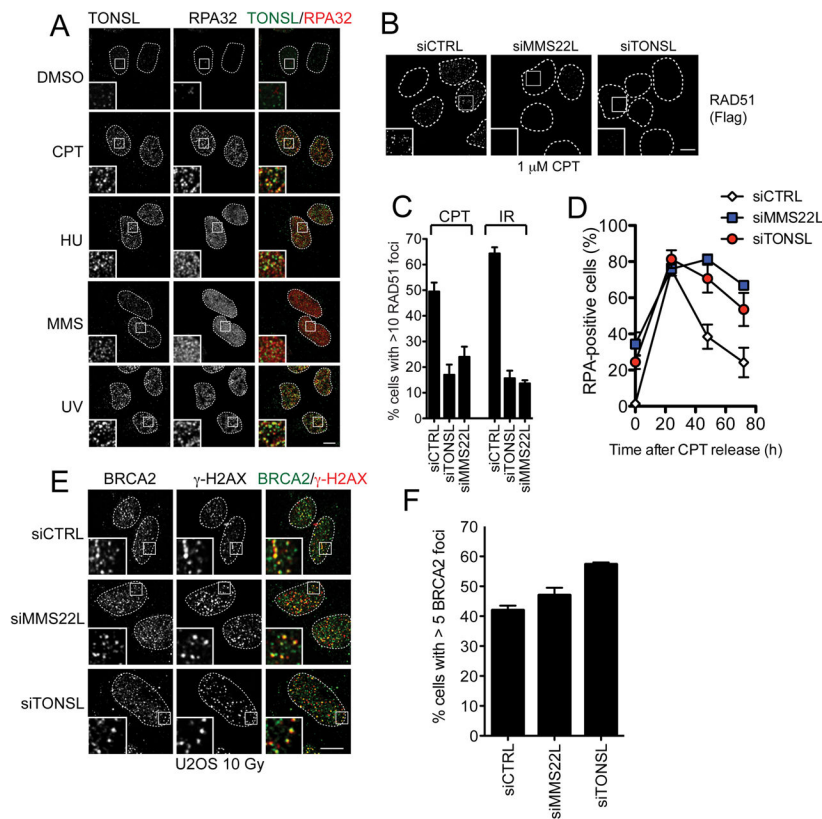 A
TONSL RPA32 TONSL/RPA32
DMSO
CPT
HU
MMS
UV
B
siCTRL siMMS22L siTONSL
RAD51
(Flag)
1 μM CPT
C
CPT IR
% cells with >10 RAD51 foci
70
60
50
40
30
20
10
0
siCTRL
siTONSL
siMMS22L
siCTRL
siTONSL
siMMS22L
D
siCTRL
siMMS22L
siTONSL
RPA-positive cells (%)
100
80
60
40
20
0
0 20 40 60 80
Time after CPT release (h)
E
BRCA2 γ-H2AX BRCA2/γ-H2AX
siCTRL
siMMS22L
siTONSL
U2OS 10 Gy
F
% cells with > 5 BRCA2 foci
70
60
50
40
30
20
10
0
siCTRL
siMMS22L
siTONSL